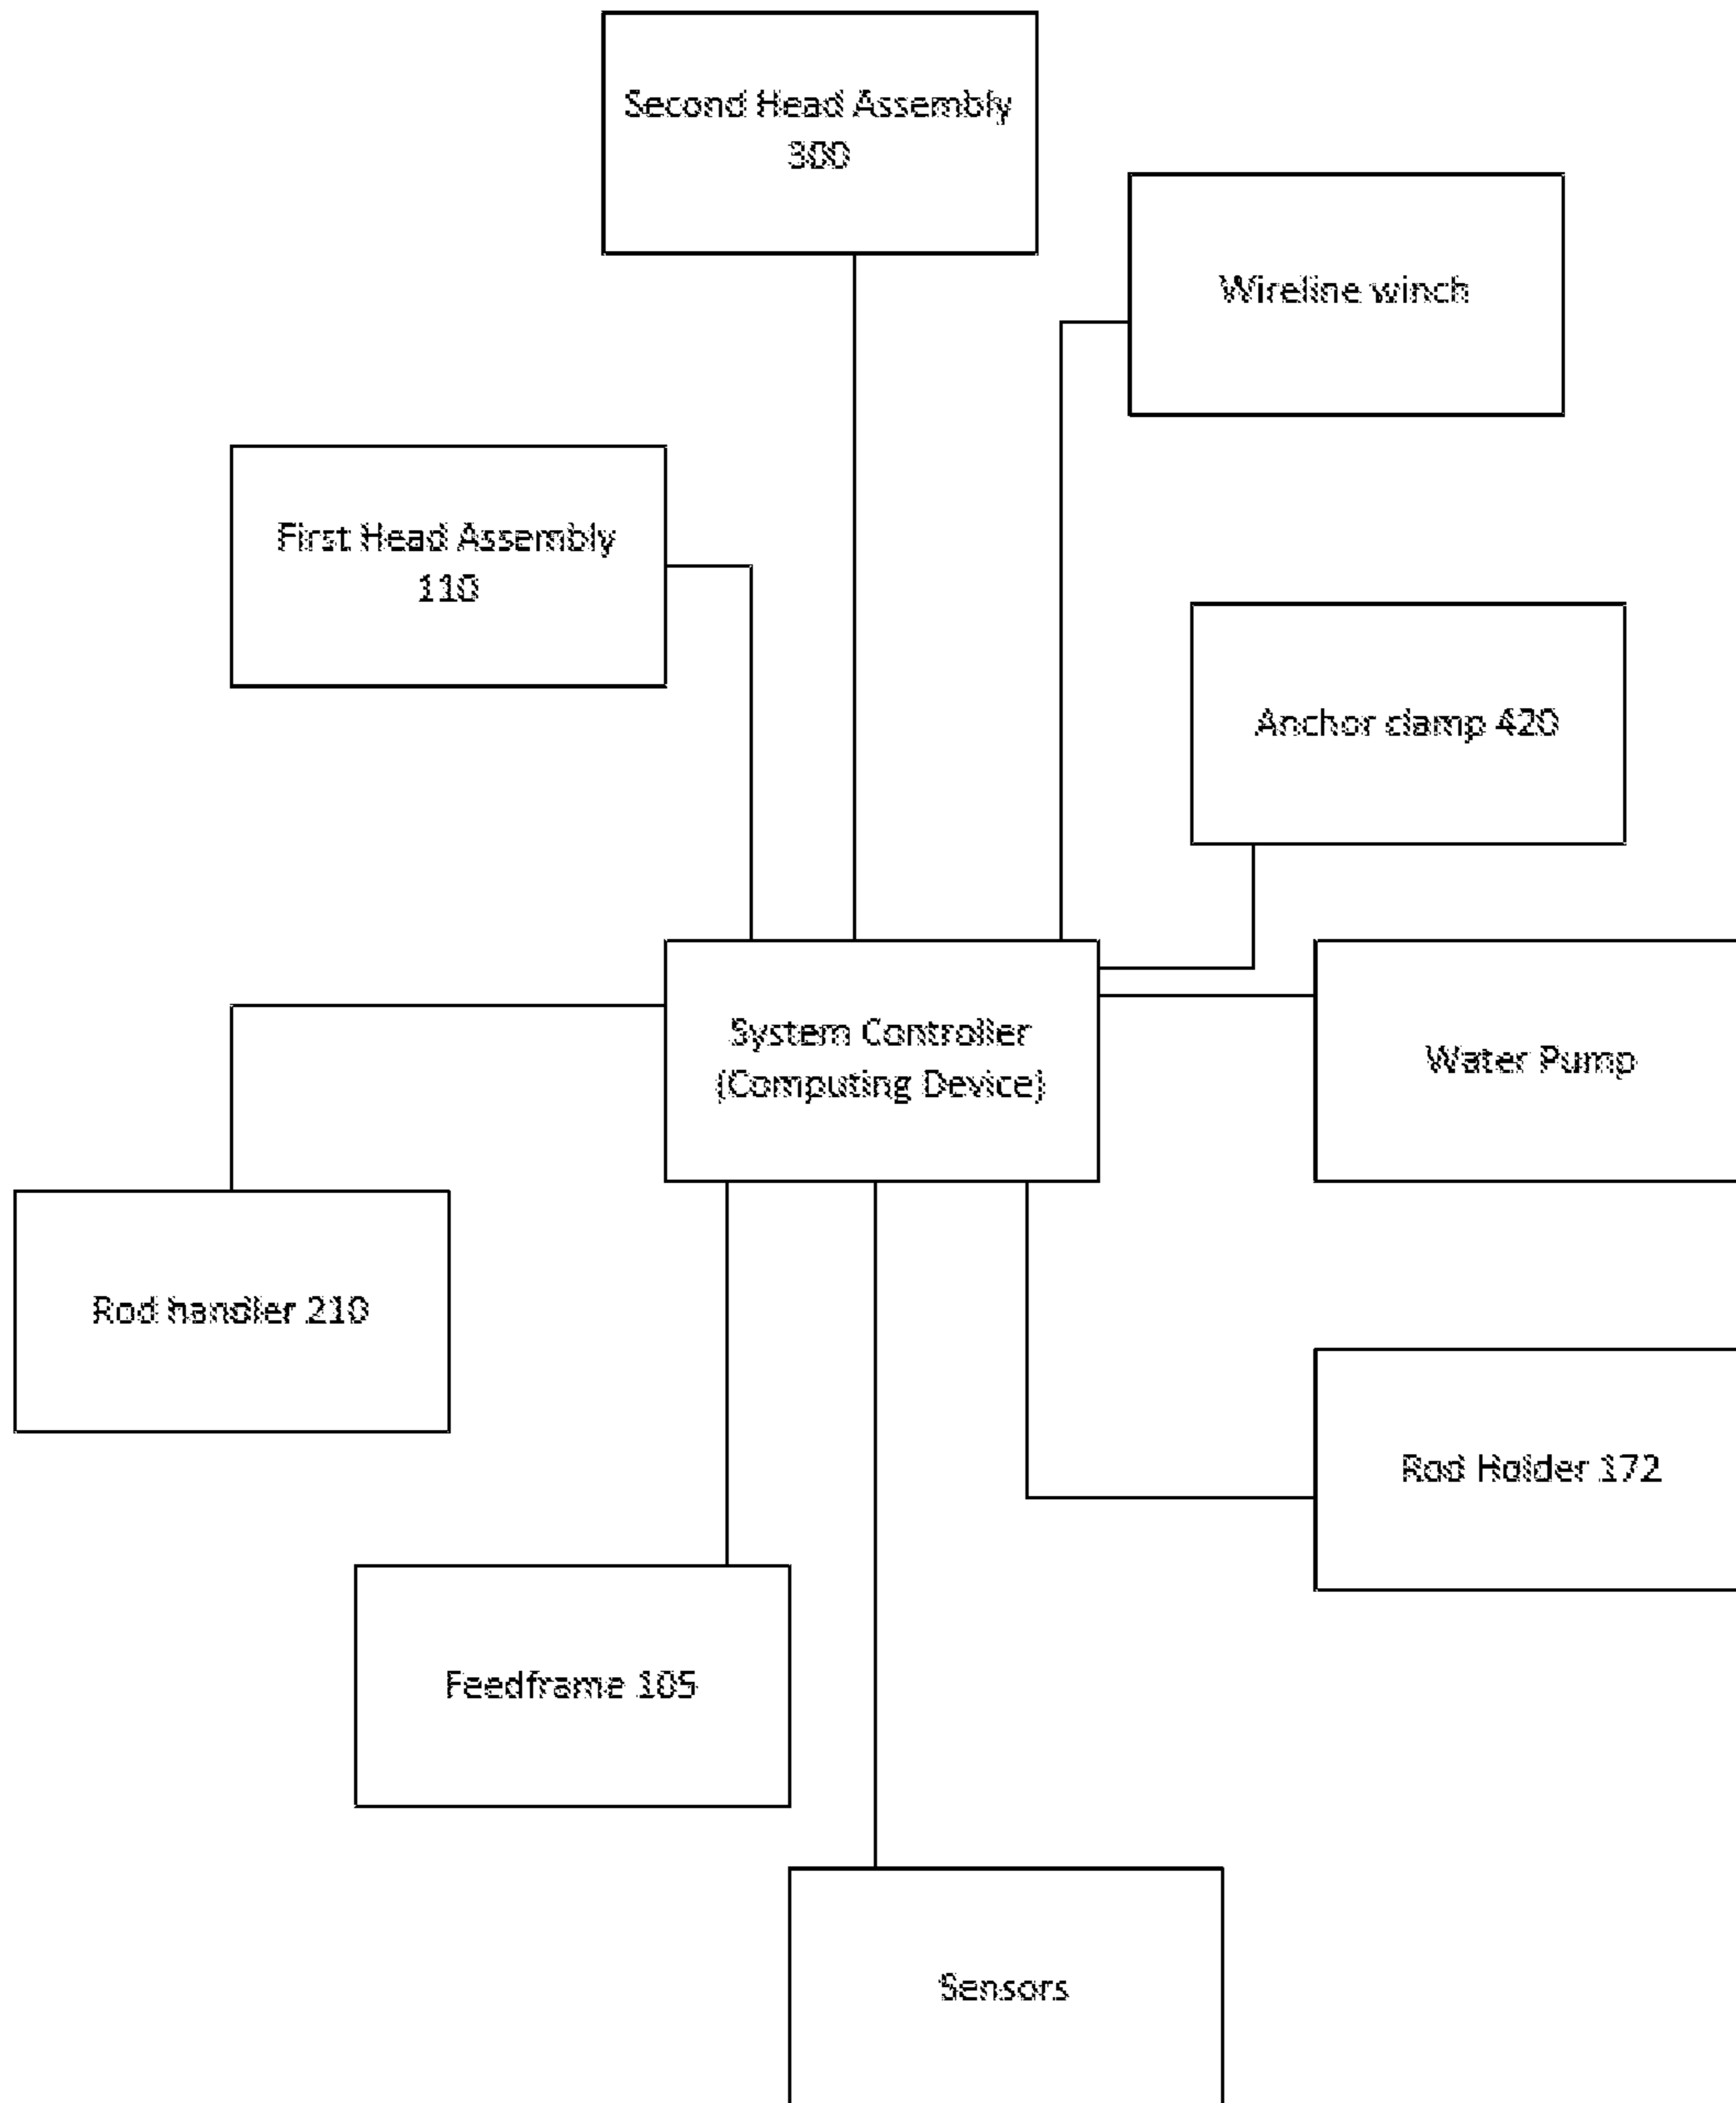 Second Head Assembly
300
Wireline winch
First Head Assembly
110
Anchor clamp 420
System Controller
(Computing Device)
Water Pump
Rod handler 210
Rod Holder 172
Feedframe 105
Sensors